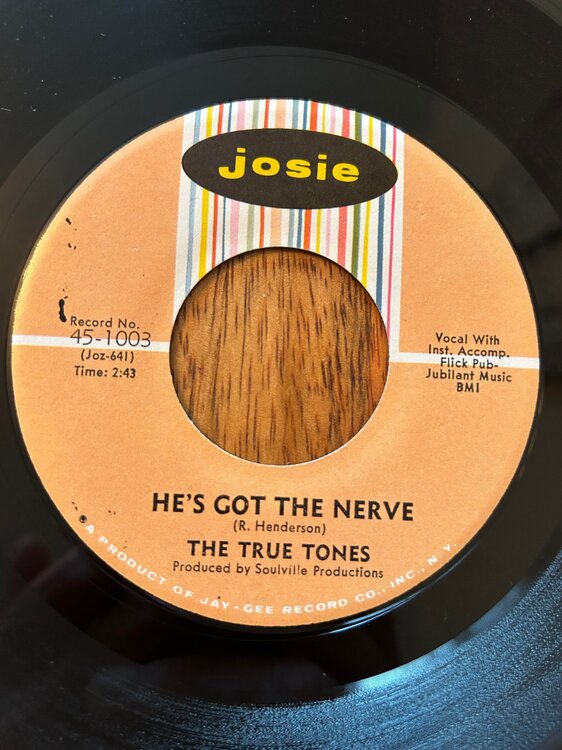 josie
Record No.
45-1003
(Joz-641)
Time: 2:43
Vocal With
Inst. Accomp.
Flick Pub-
Jubilant Music
BMI
HE'S GOT THE NERVE
(R. Henderson)
THE TRUE TONES
Produced by Soulville Productions
A PRODUCT OF JAY-GEE RECORD CO., INC., N. Y.